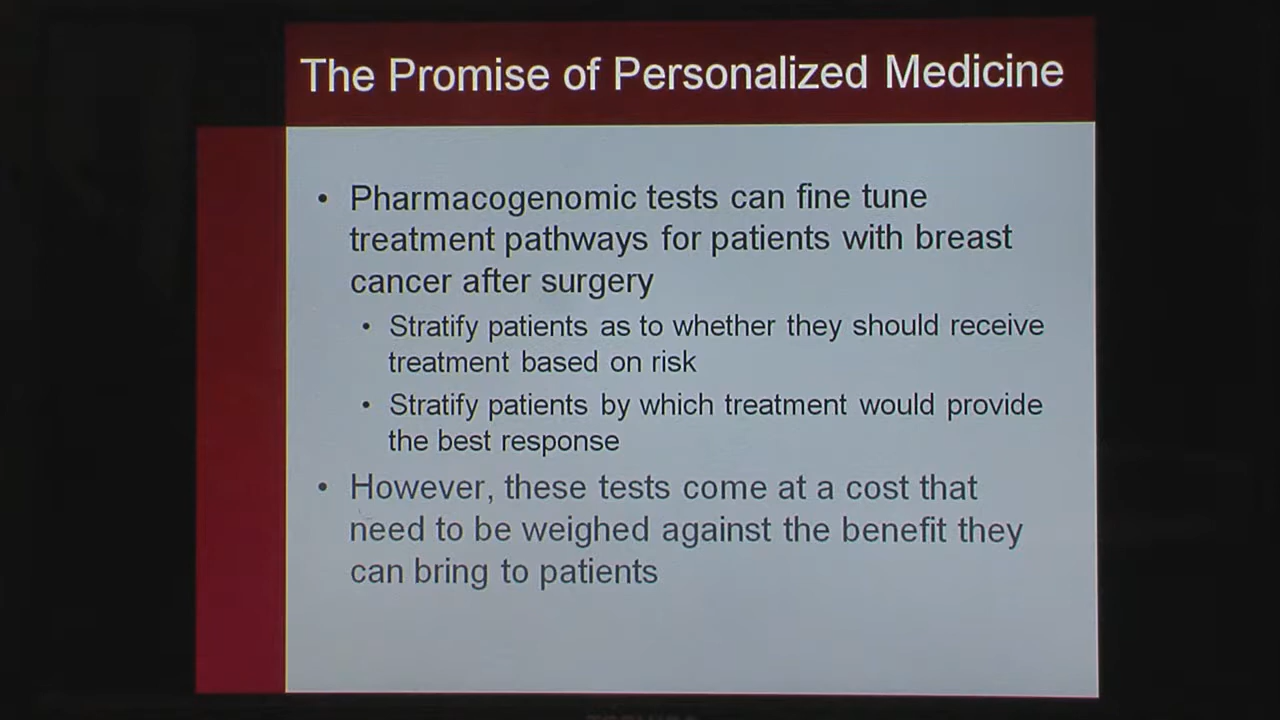 The Promise of Personalized Medicine
• Pharmacogenomic tests can fine tune
treatment pathways for patients with breast
cancer after surgery
• Stratify patients as to whether they should receive
treatment based on risk
• Stratify patients by which treatment would provide
the best response
• However, these tests come at a cost that
need to be weighed against the benefit they
can bring to patients